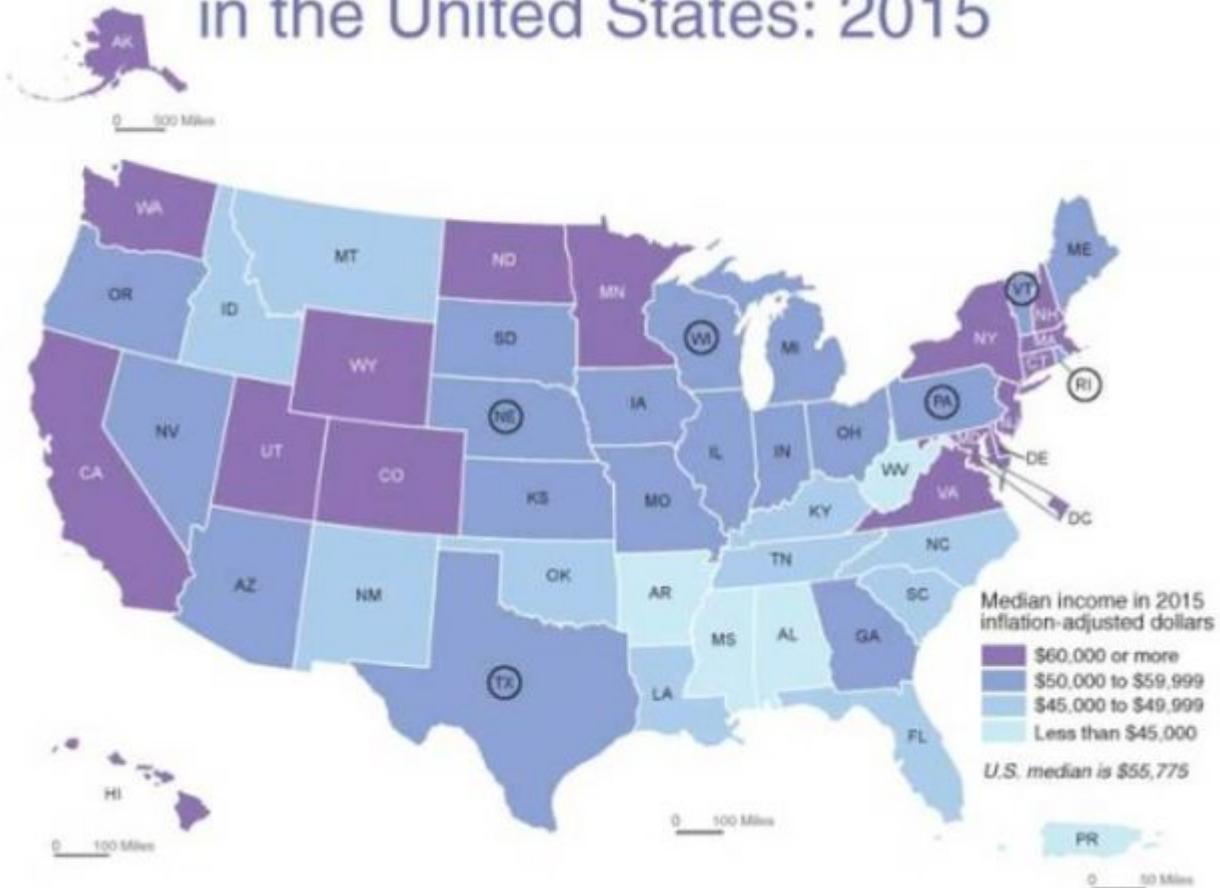 in the United States: 2015
AK
0 500 Miles
WA
MT
ND
MN
ME
VT
NH
OR
ID
SD
WI
MI
NY
MA
CT
RI
WY
NE
IA
PA
NV
UT
CO
IL
IN
OH
DE
CA
KS
MO
WV
VA
DC
KY
AZ
NM
OK
AR
TN
NC
SC
MS
AL
GA
TX
LA
FL
Median income in 2015
inflation-adjusted dollars
$60,000 or more
$50,000 to $59,999
$45,000 to $49,999
Less than $45,000
U.S. median is $55,775
HI
0 100 Miles
0 100 Miles
PR
0 50 Miles